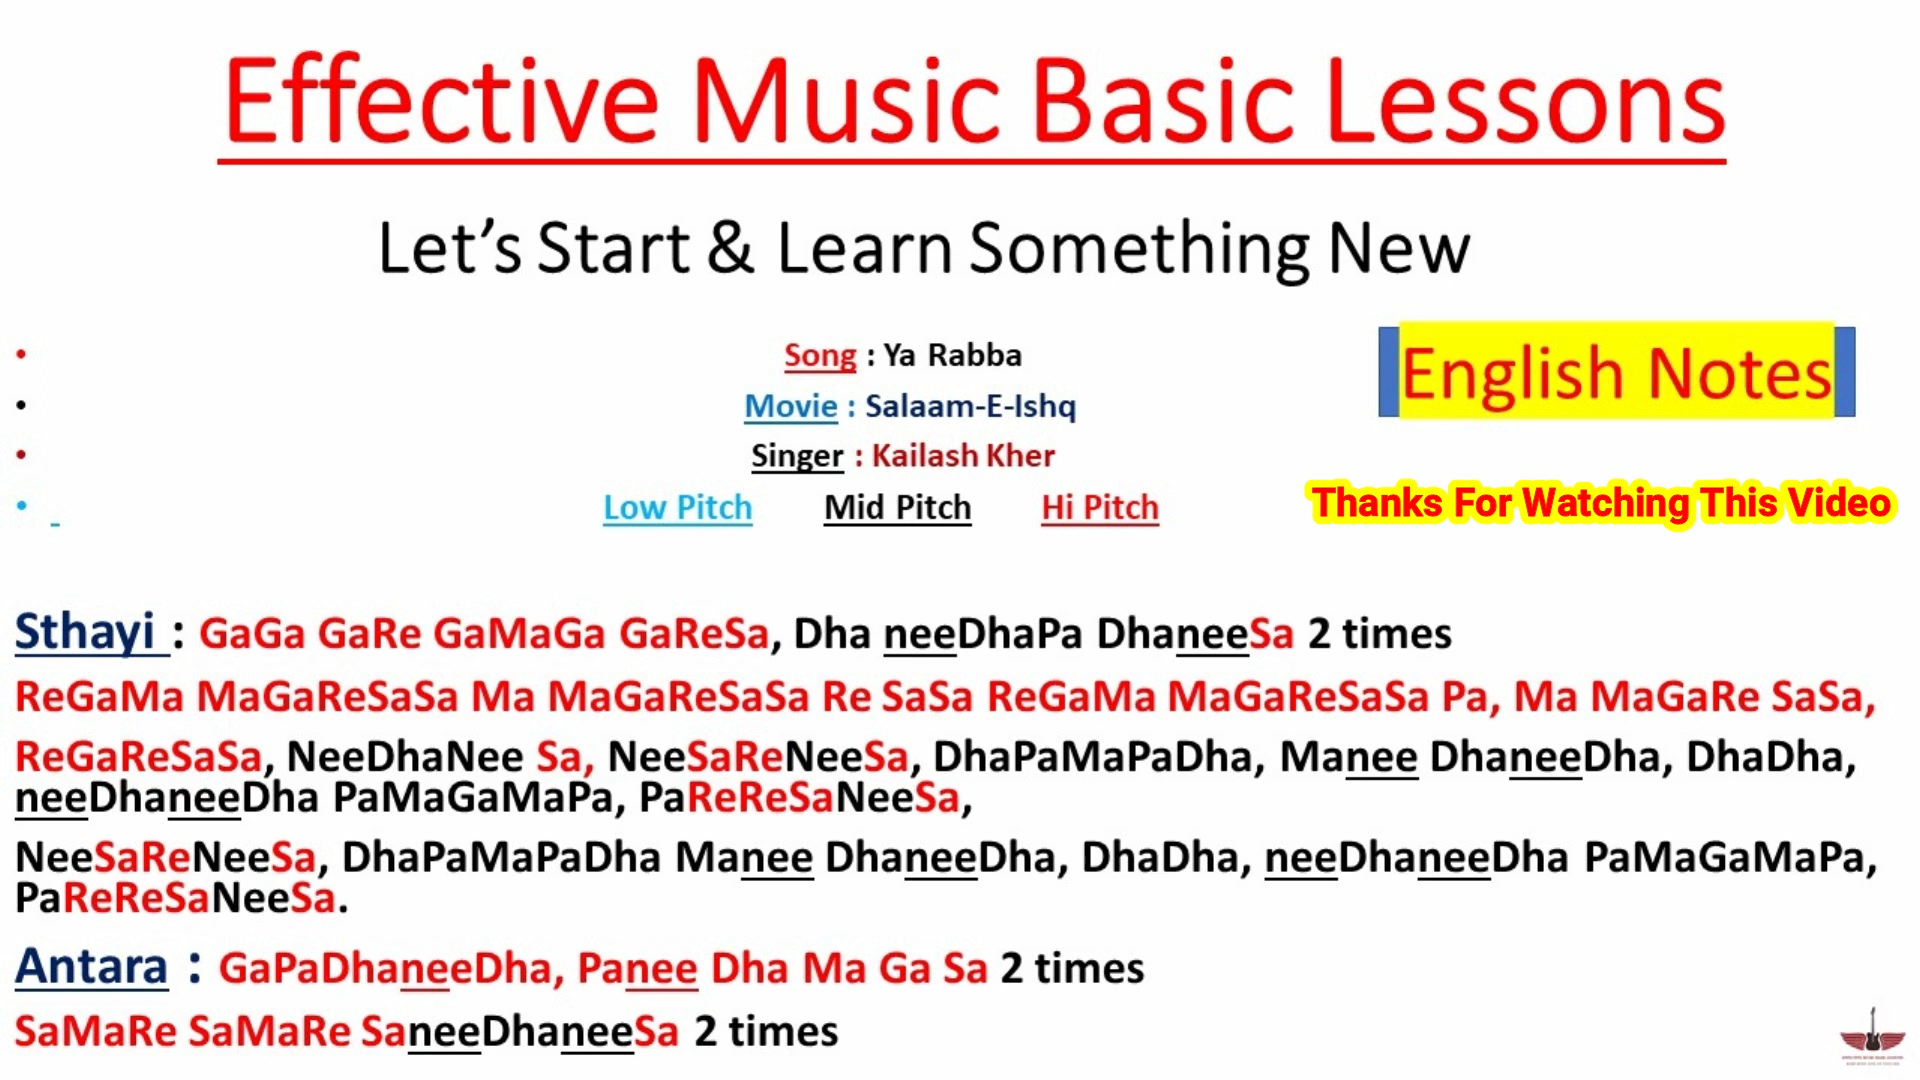 Effective Music Basic Lessons
Let's Start & Learn Something New
Song : Ya Rabba
English Notes
Movie : Salaam-E-Ishq
Singer : Kailash Kher
Low Pitch Mid Pitch Hi Pitch
Thanks For Watching This Video
Sthayi : GaGa GaRe GaMaGa GaReSa, Dha neeDhaPa DhaneeSa 2 times
ReGaMa MaGaReSaSa Ma MaGaReSaSa Re SaSa ReGaMa MaGaReSaSa Pa, Ma MaGaRe SaSa,
ReGaReSaSa, NeeDhaNee Sa, NeeSaReNeeSa, DhaPaMaPaDha, Manee DhaneeDha, DhaDha,
neeDhaneeDha PaMaGaMaPa, PaReReSaNeeSa,
NeeSaReNeeSa, DhaPaMaPaDha Manee DhaneeDha, DhaDha, neeDhaneeDha PaMaGaMaPa,
PaReReSaNeeSa.
Antara : GaPaDhaneeDha, Panee Dha Ma Ga Sa 2 times
SaMaRe SaMaRe SaneeDhaneeSa 2 times